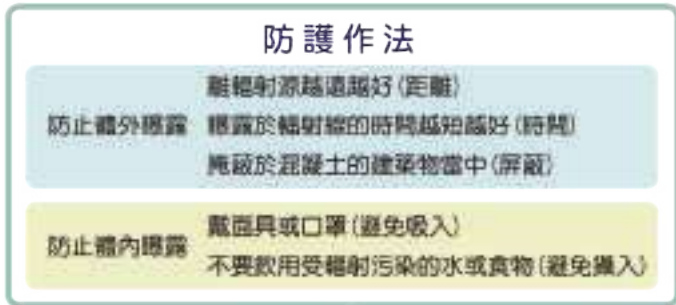 防護作法
離輻射源越遠越好(距離)
防止體外曝露 曝露於輻射線的時間越短越好(時間)
掩蔽於混凝土的建築物當中(屏蔽)
戴面具或口罩(避免吸入)
防止體內曝露
不要飲用受輻射污染的水或食物(避免攝入)